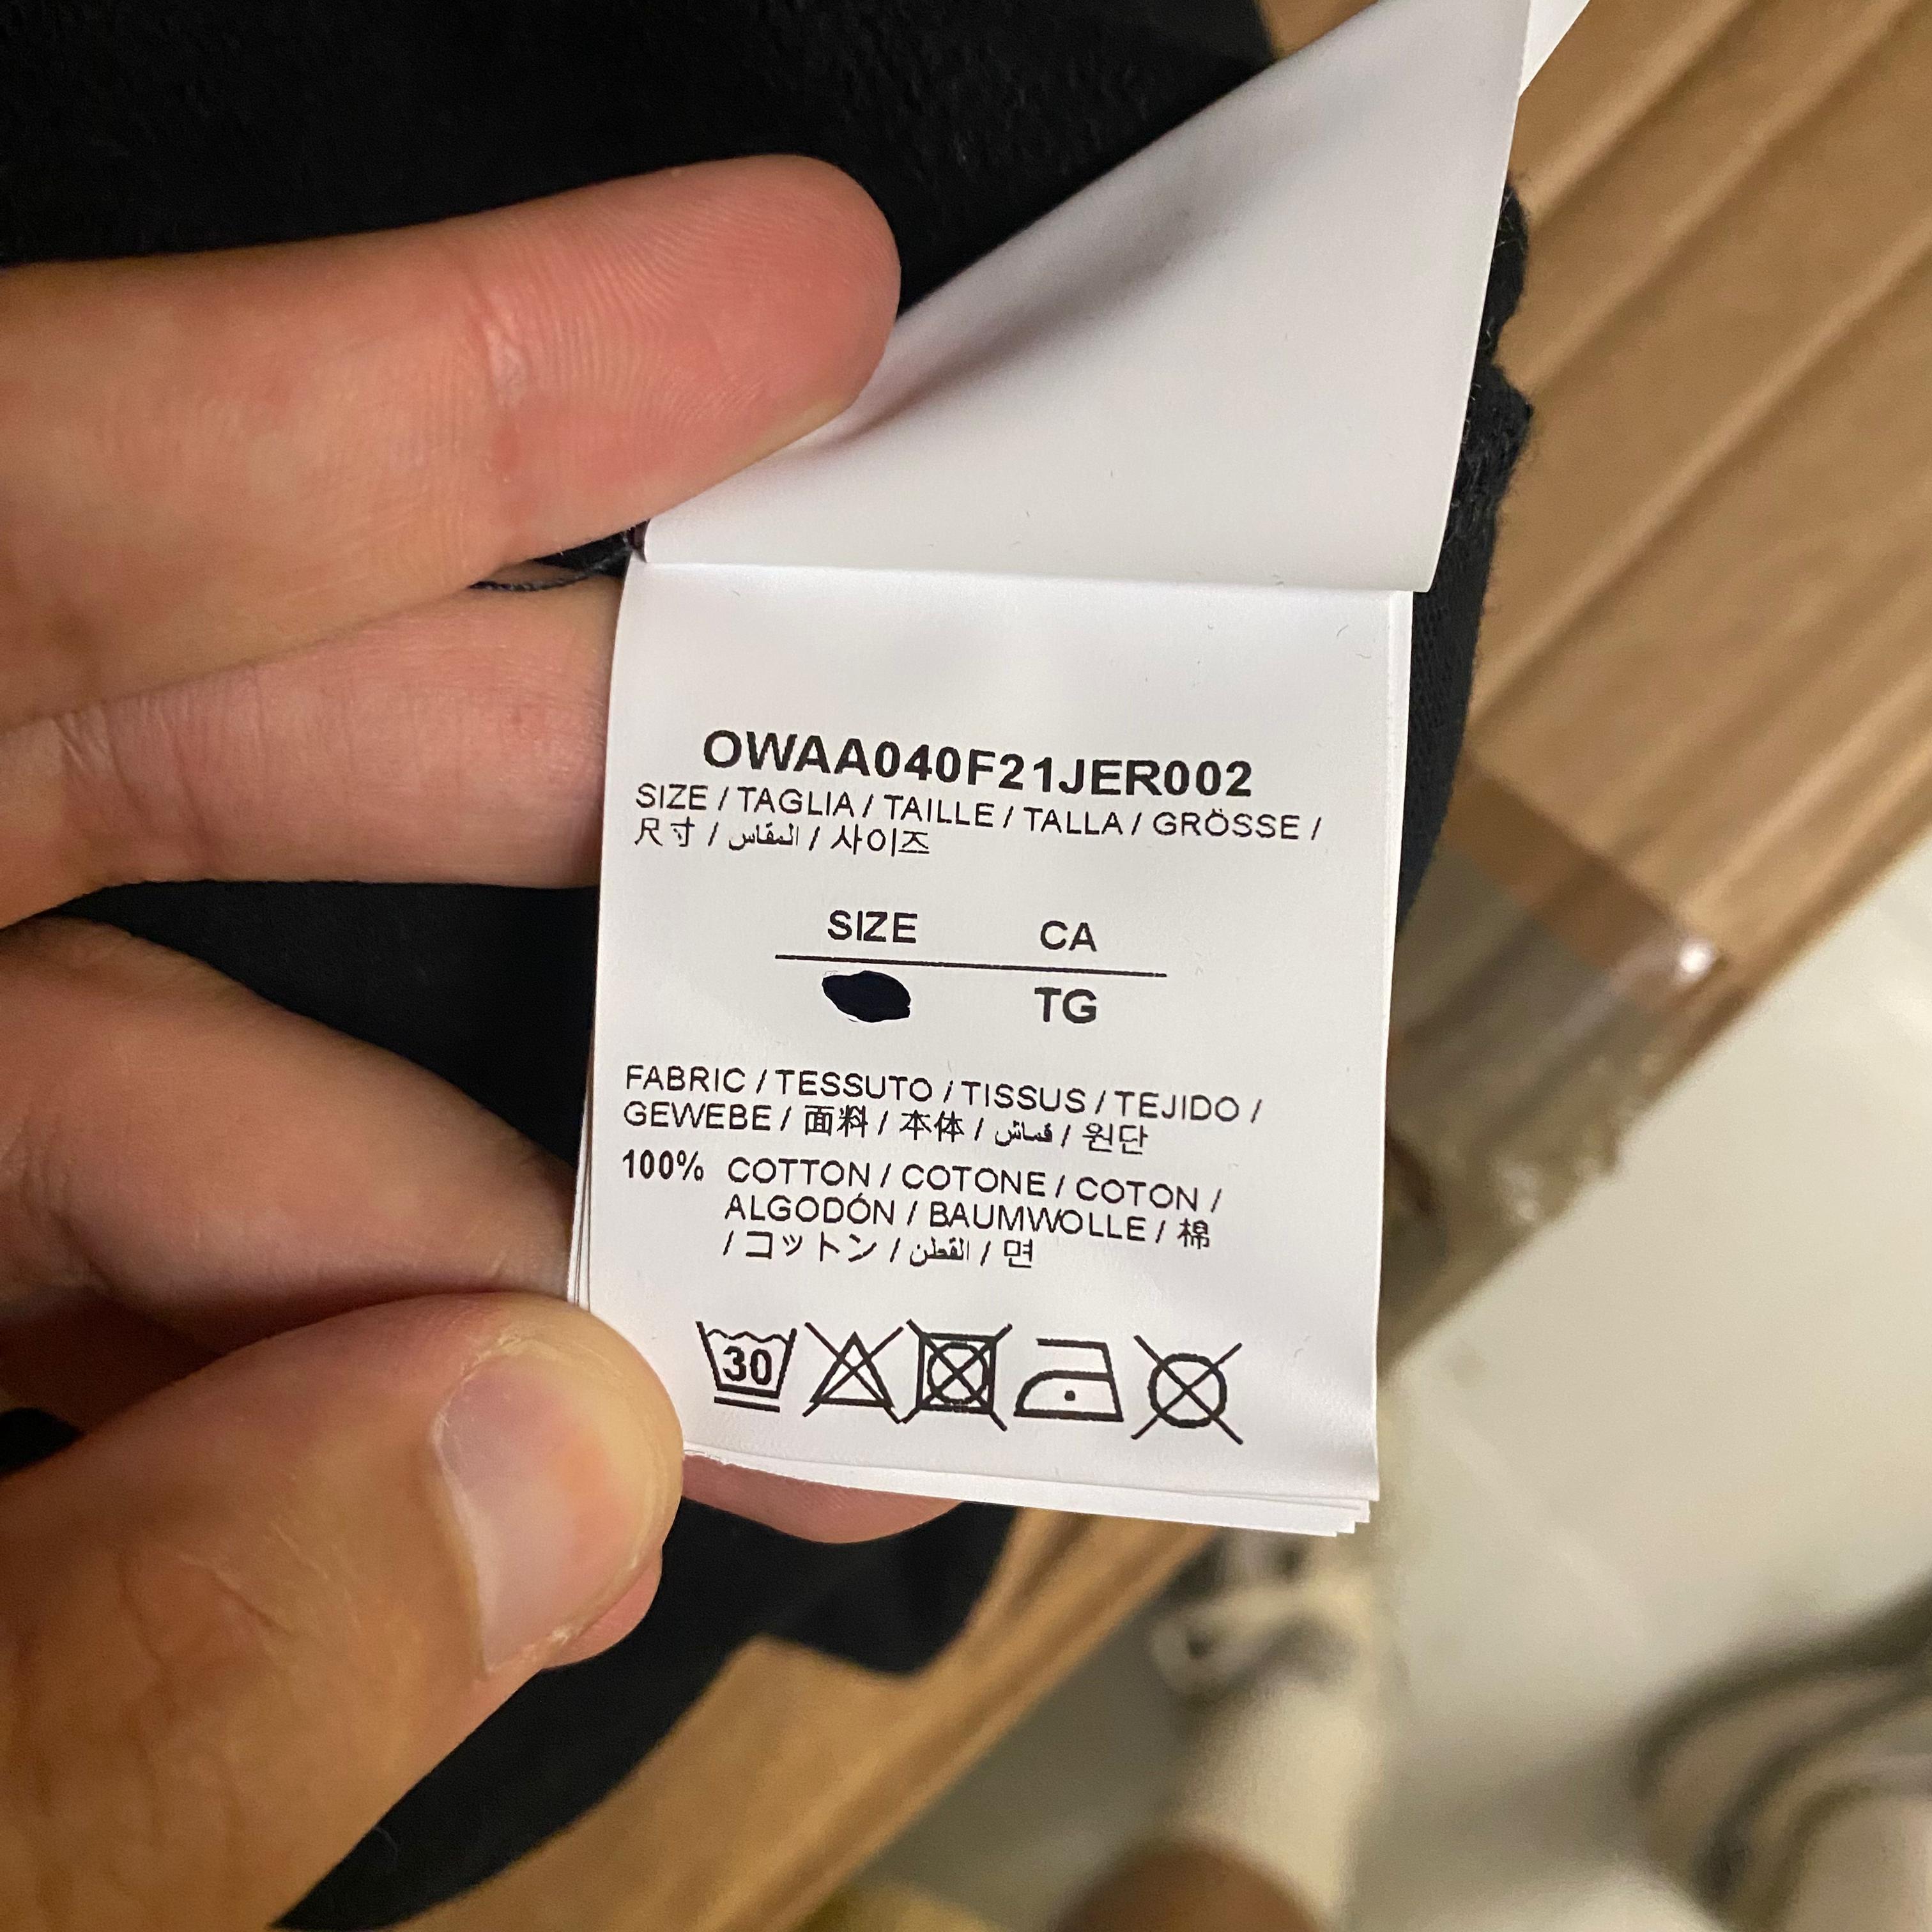 OWAA040F21JER002
SIZE / TAGLIA / TAILLE / TALLA / GRÖSSE /
尺寸 / المقاس / 사이즈
SIZE CA
TG
FABRIC / TESSUTO / TISSUS / TEJIDO /
GEWEBE / 面料 / 本体 / قماش / 원단
100% COTTON / COTONE / COTON /
ALGODÓN / BAUMWOLLE / 棉
/ コットン / القطن / 면
30